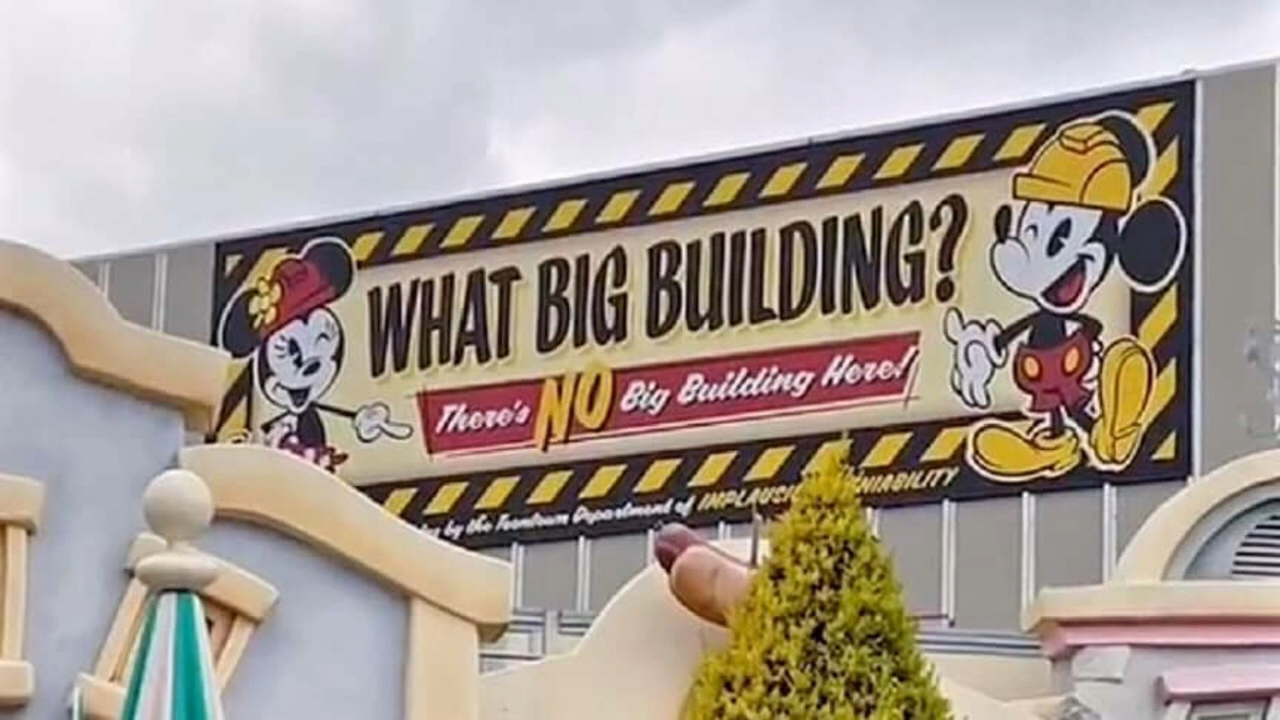 WHAT BIG BUILDING?
There's NO Big Building Here!
by the Toontown Department of